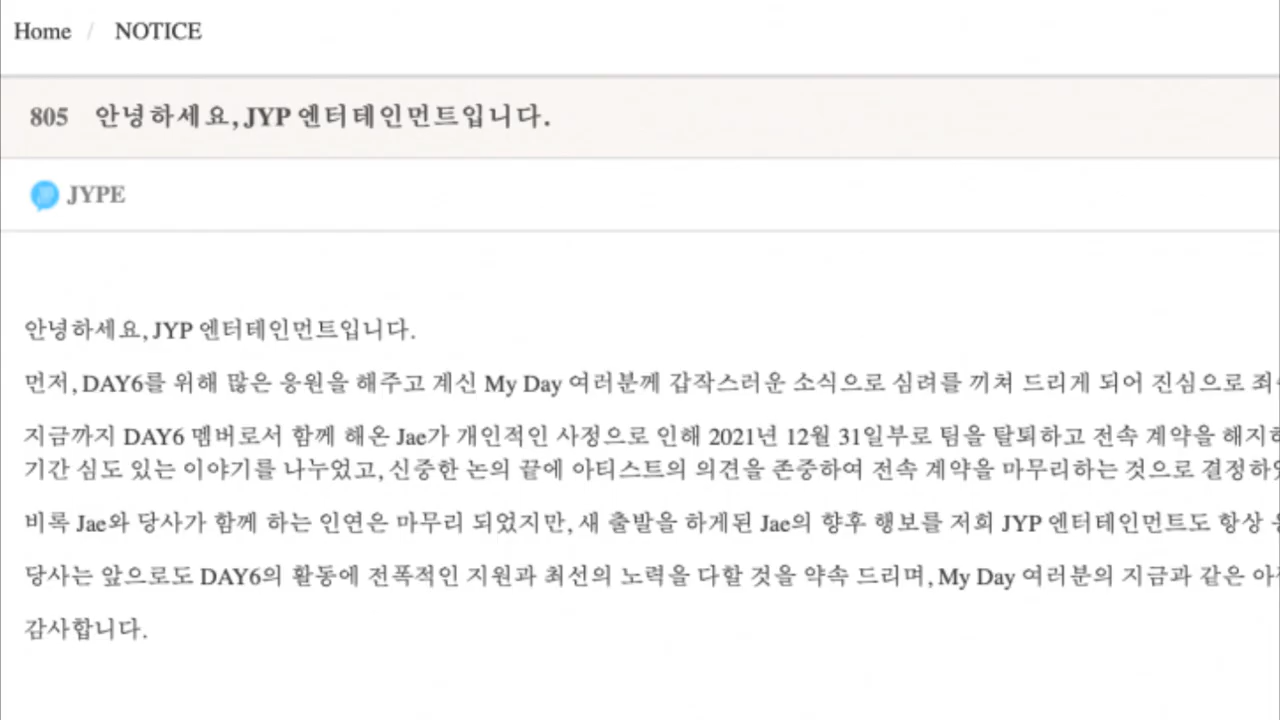 Home / NOTICE
805 안녕하세요, JYP 엔터테인먼트입니다.
JYPE
안녕하세요, JYP 엔터테인먼트입니다.
먼저, DAY6를 위해 많은 응원을 해주고 계신 My Day 여러분께 갑작스러운 소식으로 심려를 끼쳐 드리게 되어 진심으로
지금까지 DAY6 멤버로서 함께 해온 Jae가 개인적인 사정으로 인해 2021년 12월 31일부로 팀을 탈퇴하고 전속 계약을
기간 심도 있는 이야기를 나누었고, 신중한 논의 끝에 아티스트의 의견을 존중하여 전속 계약을 마무리하는 것으로
비록 Jae와 당사가 함께 하는 인연은 마무리 되었지만, 새 출발을 하게된 Jae의 향후 행보를 저희 JYP 엔터테인먼트도 항상
당사는 앞으로도 DAY6의 활동에 전폭적인 지원과 최선의 노력을 다할 것을 약속 드리며, My Day 여러분의 지금과 같은
감사합니다.